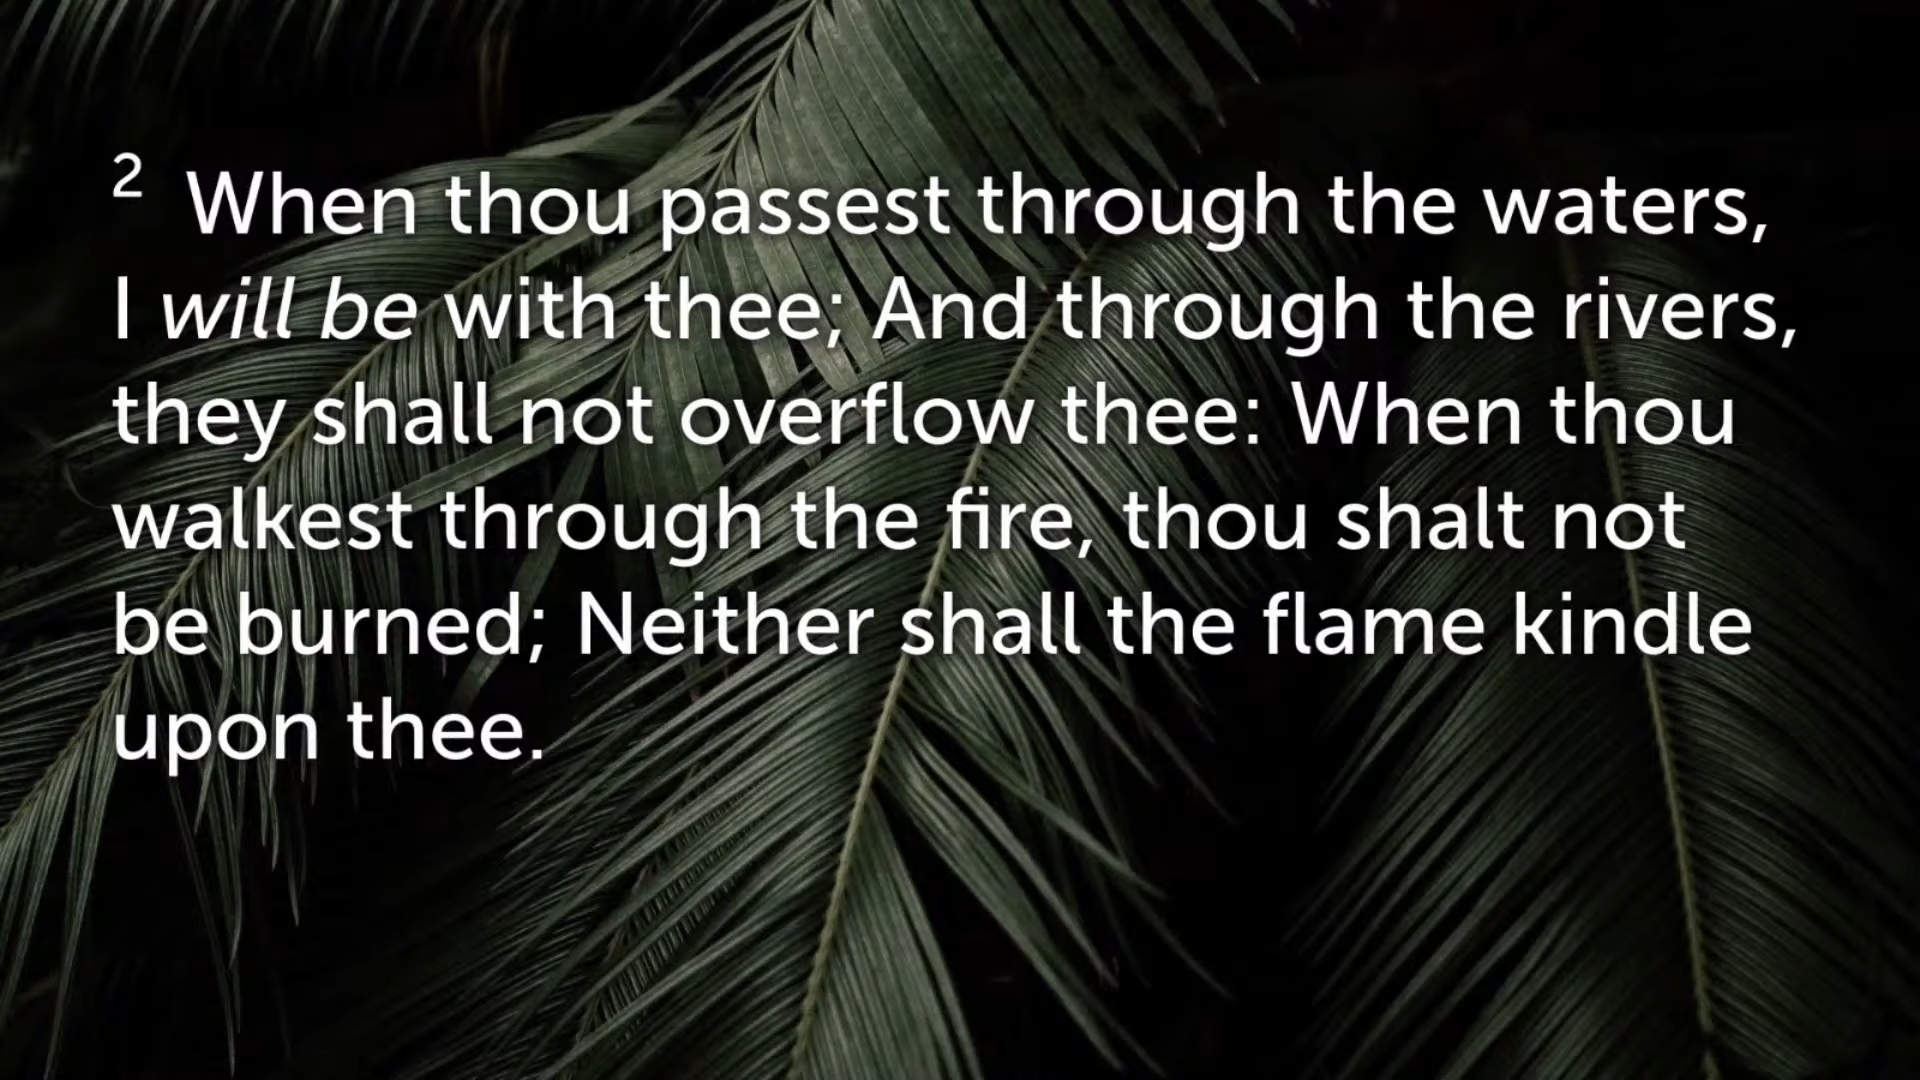 2 When thou passest through the waters,
I will be with thee; And through the rivers,
they shall not overflow thee: When thou
walkest through the fire, thou shalt not
be burned; Neither shall the flame kindle
upon thee.